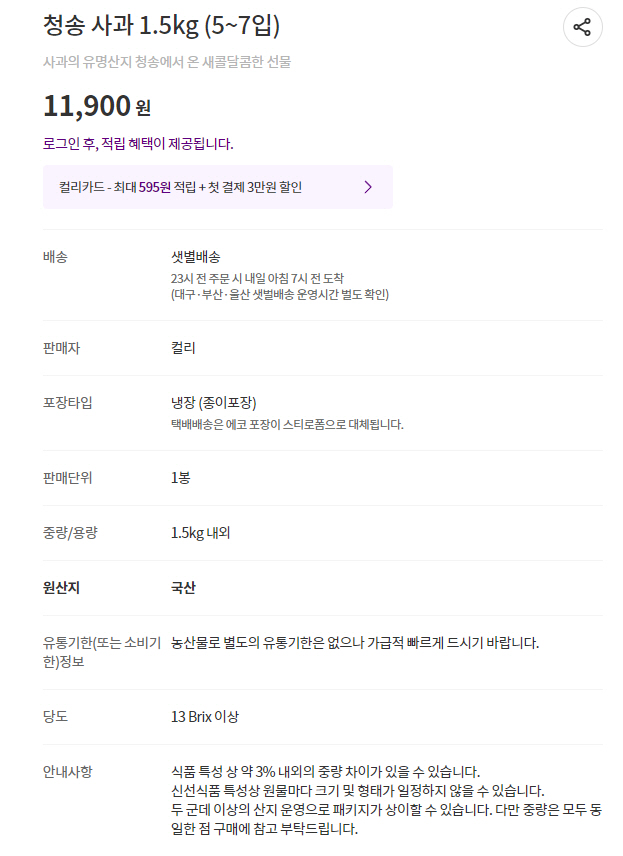 청송 사과 1.5kg (5~7입)
사과의 유명산지 청송에서 온 새콜달콤한 선물
11,900 원
로그인 후, 적립 혜택이 제공됩니다.
컬리카드 - 최대 595원 적립 + 첫 결제 3만원 할인
배송 샛별배송
23시 전 주문 시 내일 아침 7시 전 도착
(대구·부산·울산 샛별배송 운영시간 별도 확인)
판매자 컬리
포장타입 냉장 (종이포장)
택배배송은 에코 포장이 스티로폼으로 대체됩니다.
판매단위 1봉
중량/용량 1.5kg 내외
원산지 국산
유통기한(또는 소비기 농산물로 별도의 유통기한은 없으나 가급적 빠르게 드시기 바랍니다.
한)정보
당도 13 Brix 이상
안내사항 식품 특성 상 약 3% 내외의 중량 차이가 있을 수 있습니다.
신선식품 특성상 원물마다 크기 및 형태가 일정하지 않을 수 있습니다.
두 군데 이상의 산지 운영으로 패키지가 상이할 수 있습니다. 다만 중량은 모두 동
일한 점 구매에 참고 부탁드립니다.